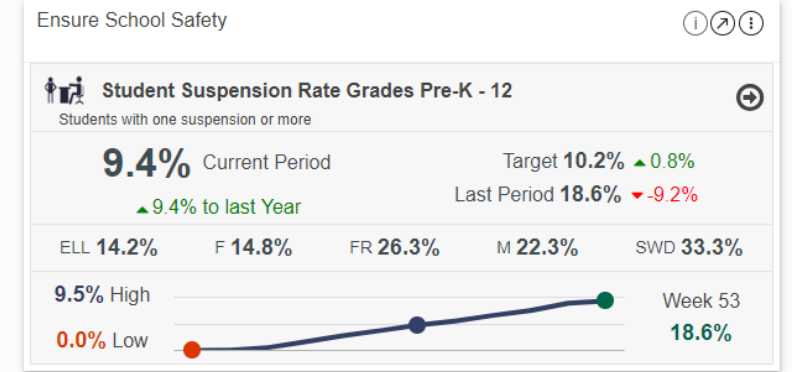 Ensure School Safety
Student Suspension Rate Grades Pre-K - 12
Students with one suspension or more
9.4% Current Period
Target 10.2% ▲ 0.8%
Last Period 18.6% ▼ -9.2%
▲ 9.4% to last Year
ELL 14.2% F 14.8% FR 26.3% M 22.3% SWD 33.3%
9.5% High
0.0% Low
Week 53
18.6%